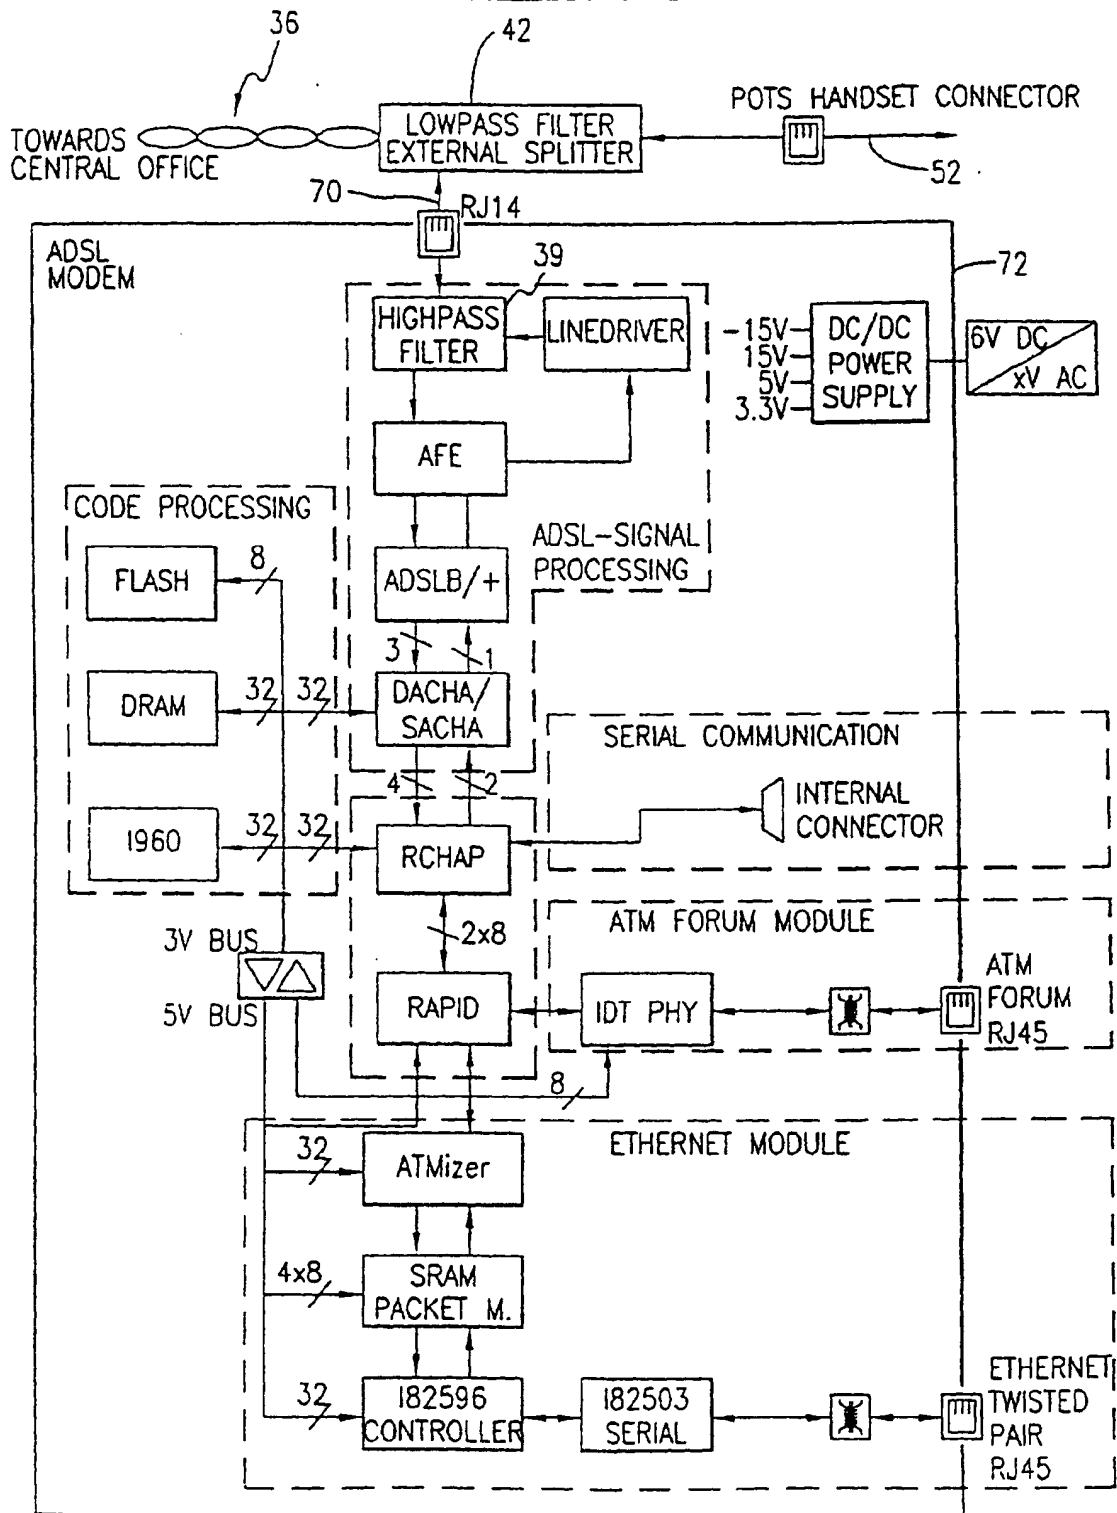 36
42
POTS HANDSET CONNECTOR
TOWARDS
CENTRAL OFFICE
LOWPASS FILTER
EXTERNAL SPLITTER
52
70
RJ14
ADSL
MODEM
39
72
HIGHPASS
FILTER
LINEDRIVER
-15V
15V
5V
3.3V
DC/DC
POWER
SUPPLY
6V DC
xV AC
AFE
CODE PROCESSING
ADSL-SIGNAL
PROCESSING
FLASH
8
ADSLB/+
3
1
DRAM
32
32
DACHA/
SACHA
SERIAL COMMUNICATION
4
2
INTERNAL
CONNECTOR
I960
32
32
RCHAP
2x8
ATM FORUM MODULE
3V BUS
5V BUS
RAPID
IDT PHY
ATM
FORUM
RJ45
8
ETHERNET MODULE
32
ATMizer
4x8
SRAM
PACKET M.
32
I82596
CONTROLLER
I82503
SERIAL
ETHERNET
TWISTED
PAIR
RJ45